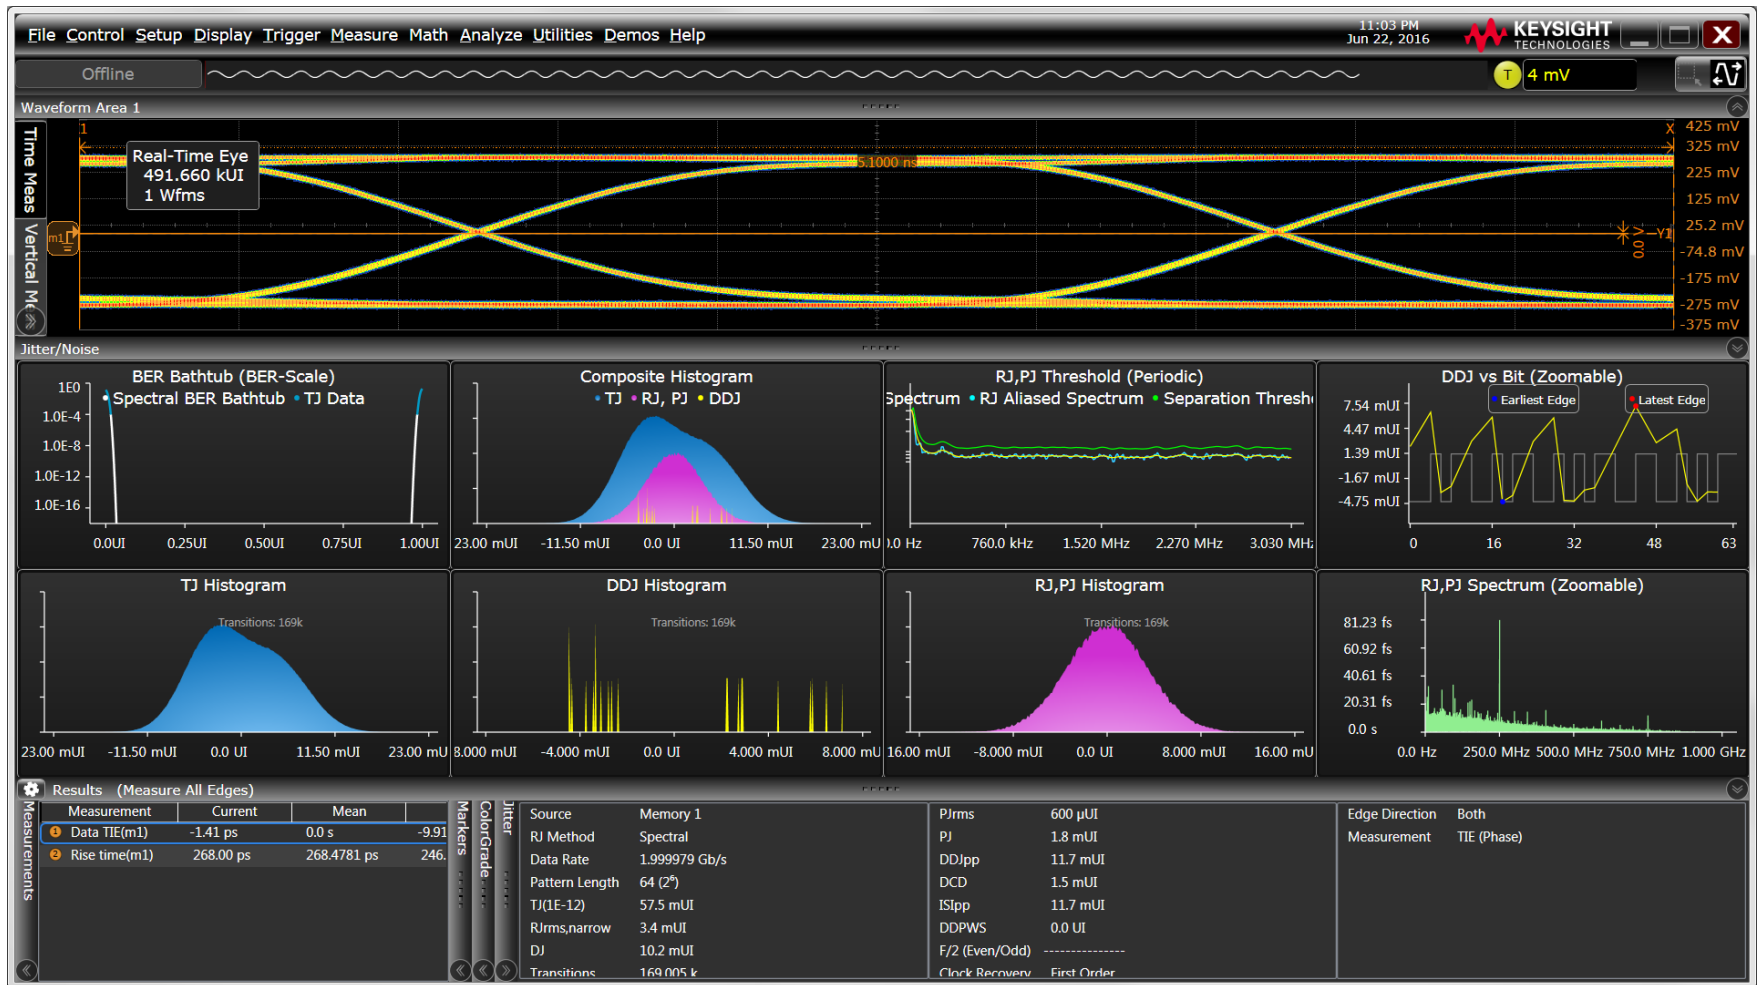 File Control Setup Display Trigger Measure Math Analyze Utilities Demos Help
11:03 PM
Jun 22, 2016
KEYSIGHT
TECHNOLOGIES
X
Offline
T 4 mV
Waveform Area 1
Time Meas
Vertical Me
1
X
Real-Time Eye
491.660 kUI
1 Wfms
5.1000 ns
m1
0.0 V
Y1
425 mV
325 mV
225 mV
125 mV
25.2 mV
-74.8 mV
-175 mV
-275 mV
-375 mV
Jitter/Noise
BER Bathtub (BER-Scale)
Spectral BER Bathtub TJ Data
1E0
1.0E-4
1.0E-8
1.0E-12
1.0E-16
0.0UI 0.25UI 0.50UI 0.75UI 1.00UI
Composite Histogram
TJ RJ, PJ DDJ
23.00 mUI -11.50 mUI 0.0 UI 11.50 mUI 23.00 mU
RJ,PJ Threshold (Periodic)
Spectrum RJ Aliased Spectrum Separation Thresh
0.0 Hz 760.0 kHz 1.520 MHz 2.270 MHz 3.030 MHz
DDJ vs Bit (Zoomable)
Earliest Edge Latest Edge
7.54 mUI
4.47 mUI
1.39 mUI
-1.67 mUI
-4.75 mUI
0 16 32 48 63
TJ Histogram
Transitions: 169k
23.00 mUI -11.50 mUI 0.0 UI 11.50 mUI 23.00 mU
DDJ Histogram
Transitions: 169k
8.000 mUI -4.000 mUI 0.0 UI 4.000 mUI 8.000 mU
RJ,PJ Histogram
Transitions: 169k
16.00 mUI -8.000 mUI 0.0 UI 8.000 mUI 16.00 mU
RJ,PJ Spectrum (Zoomable)
81.23 fs
60.92 fs
40.61 fs
20.31 fs
0.0 s
0.0 Hz 250.0 MHz 500.0 MHz 750.0 MHz 1.000 GHz
Results (Measure All Edges)
Measurements
Measurement Current Mean
1 Data TIE(m1) -1.41 ps 0.0 s -9.91
2 Rise time(m1) 268.00 ps 268.4781 ps 246.
Markers
ColorGrade
Jitter
Source Memory 1
RJ Method Spectral
Data Rate 1.999979 Gb/s
Pattern Length 64 (2⁶)
TJ(1E-12) 57.5 mUI
RJrms,narrow 3.4 mUI
DJ 10.2 mUI
Transitions 169.005 k
PJrms 600 µUI
PJ 1.8 mUI
DDJpp 11.7 mUI
DCD 1.5 mUI
ISIpp 11.7 mUI
DDPWS 0.0 UI
F/2 (Even/Odd) ---------------
Clock Recovery First Order
Edge Direction Both
Measurement TIE (Phase)